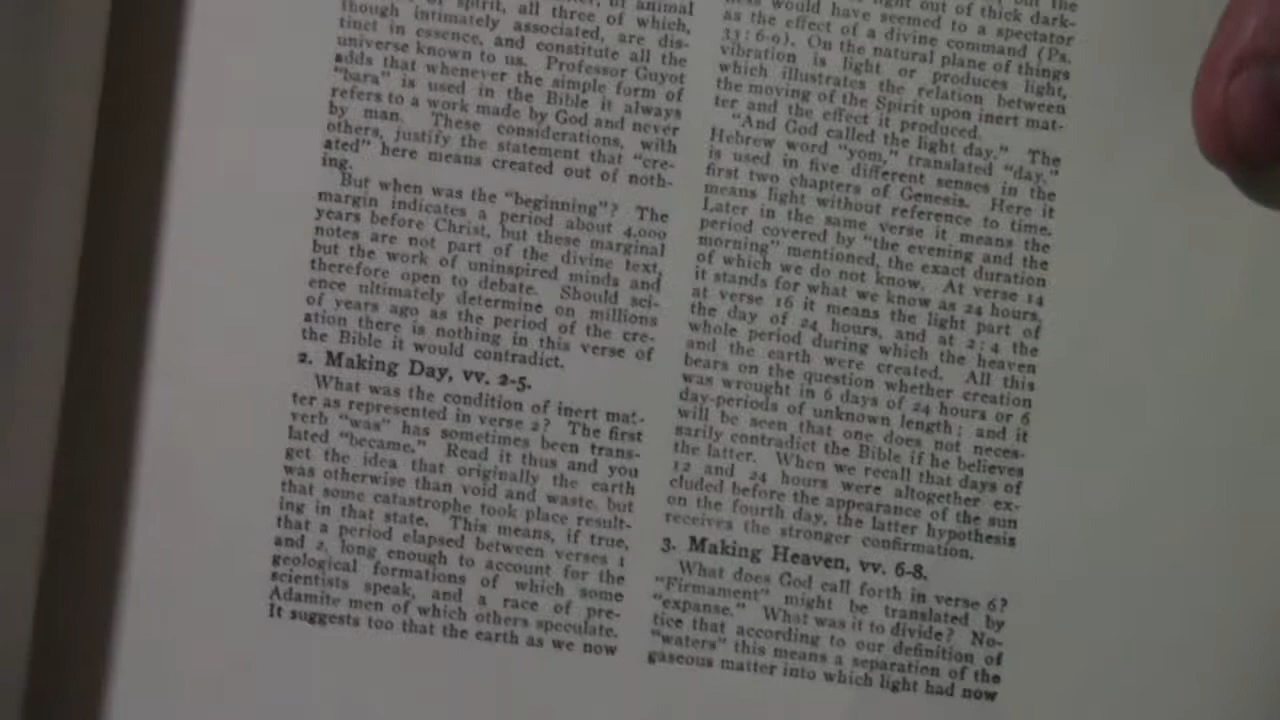 of spirit, all three of which,
though intimately associated, are dis-
tinct in essence, and constitute all the
universe known to us. Professor Guyot
adds that whenever the simple form of
"bara" is used in the Bible it always
refers to a work made by God and never
by man. These considerations, with
others, justify the statement that "cre-
ated" here means created out of noth-
ing.
But when was the "beginning"? The
margin indicates a period about 4,000
years before Christ, but these marginal
notes are not part of the divine text,
but the work of uninspired minds and
therefore open to debate. Should sci-
ence ultimately determine on millions
of years ago as the period of the cre-
ation there is nothing in this verse of
the Bible it would contradict.
2. Making Day, vv. 2-5.
What was the condition of inert mat-
ter as represented in verse 2? The first
verb "was" has sometimes been trans-
lated "became." Read it thus and you
get the idea that originally the earth
was otherwise than void and waste, but
that some catastrophe took place result-
ing in that state. This means, if true,
that a period elapsed between verses 1
and 2, long enough to account for the
geological formations of which some
scientists speak, and a race of pre-
Adamite men of which others speculate.
It suggests too that the earth as we now
light out of thick dark-
would have seemed to a spectator
as the effect of a divine command (Ps.
33:6-9). On the natural plane of things
vibration is light or produces light,
which illustrates the relation between
the moving of the Spirit upon inert mat-
ter and the effect it produced.
"And God called the light day." The
Hebrew word "yom," translated "day,"
is used in five different senses in the
first two chapters of Genesis. Here it
means light without reference to time.
Later in the same verse it means the
period covered by "the evening and the
morning" mentioned, the exact duration
of which we do not know. At verse 14
it stands for what we know as 24 hours,
at verse 16 it means the light part of
the day of 24 hours, and at 2:4 the
whole period during which the heaven
and the earth were created. All this
bears on the question whether creation
was wrought in 6 days of 24 hours or 6
day-periods of unknown length; and it
will be seen that one does not neces-
sarily contradict the Bible if he believes
the latter. When we recall that days of
12 and 24 hours were altogether ex-
cluded before the appearance of the sun
on the fourth day, the latter hypothesis
receives the stronger confirmation.
3. Making Heaven, vv. 6-8.
What does God call forth in verse 6?
"Firmament" might be translated by
"expanse." What was it to divide? No-
tice that according to our definition of
"waters" this means a separation of the
gaseous matter into which light had now